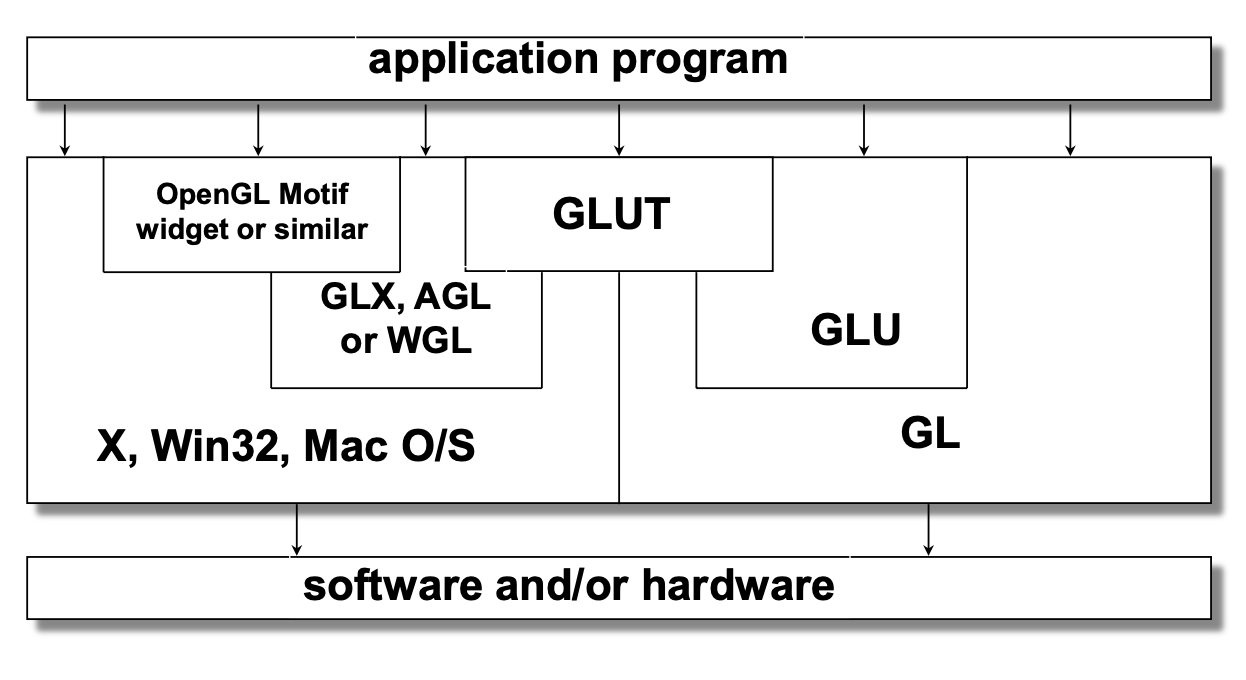 application program
OpenGL Motif
widget or similar
GLUT
GLX, AGL
or WGL
GLU
X, Win32, Mac O/S
GL
software and/or hardware